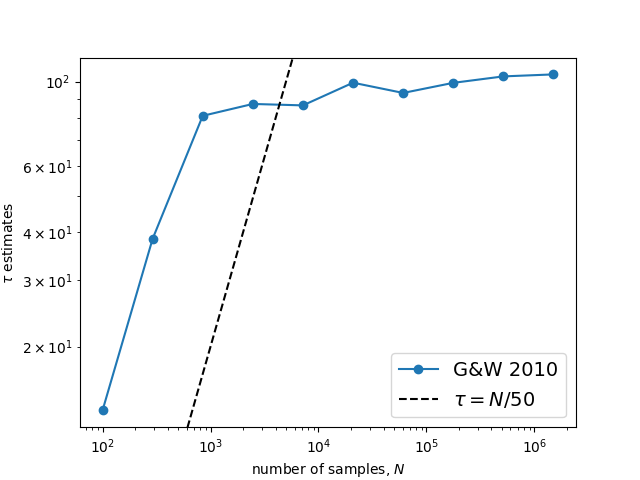 10²
6 × 10¹
4 × 10¹
3 × 10¹
2 × 10¹
τ estimates
G&W 2010
τ = N/50
10² 10³ 10⁴ 10⁵ 10⁶
number of samples, N